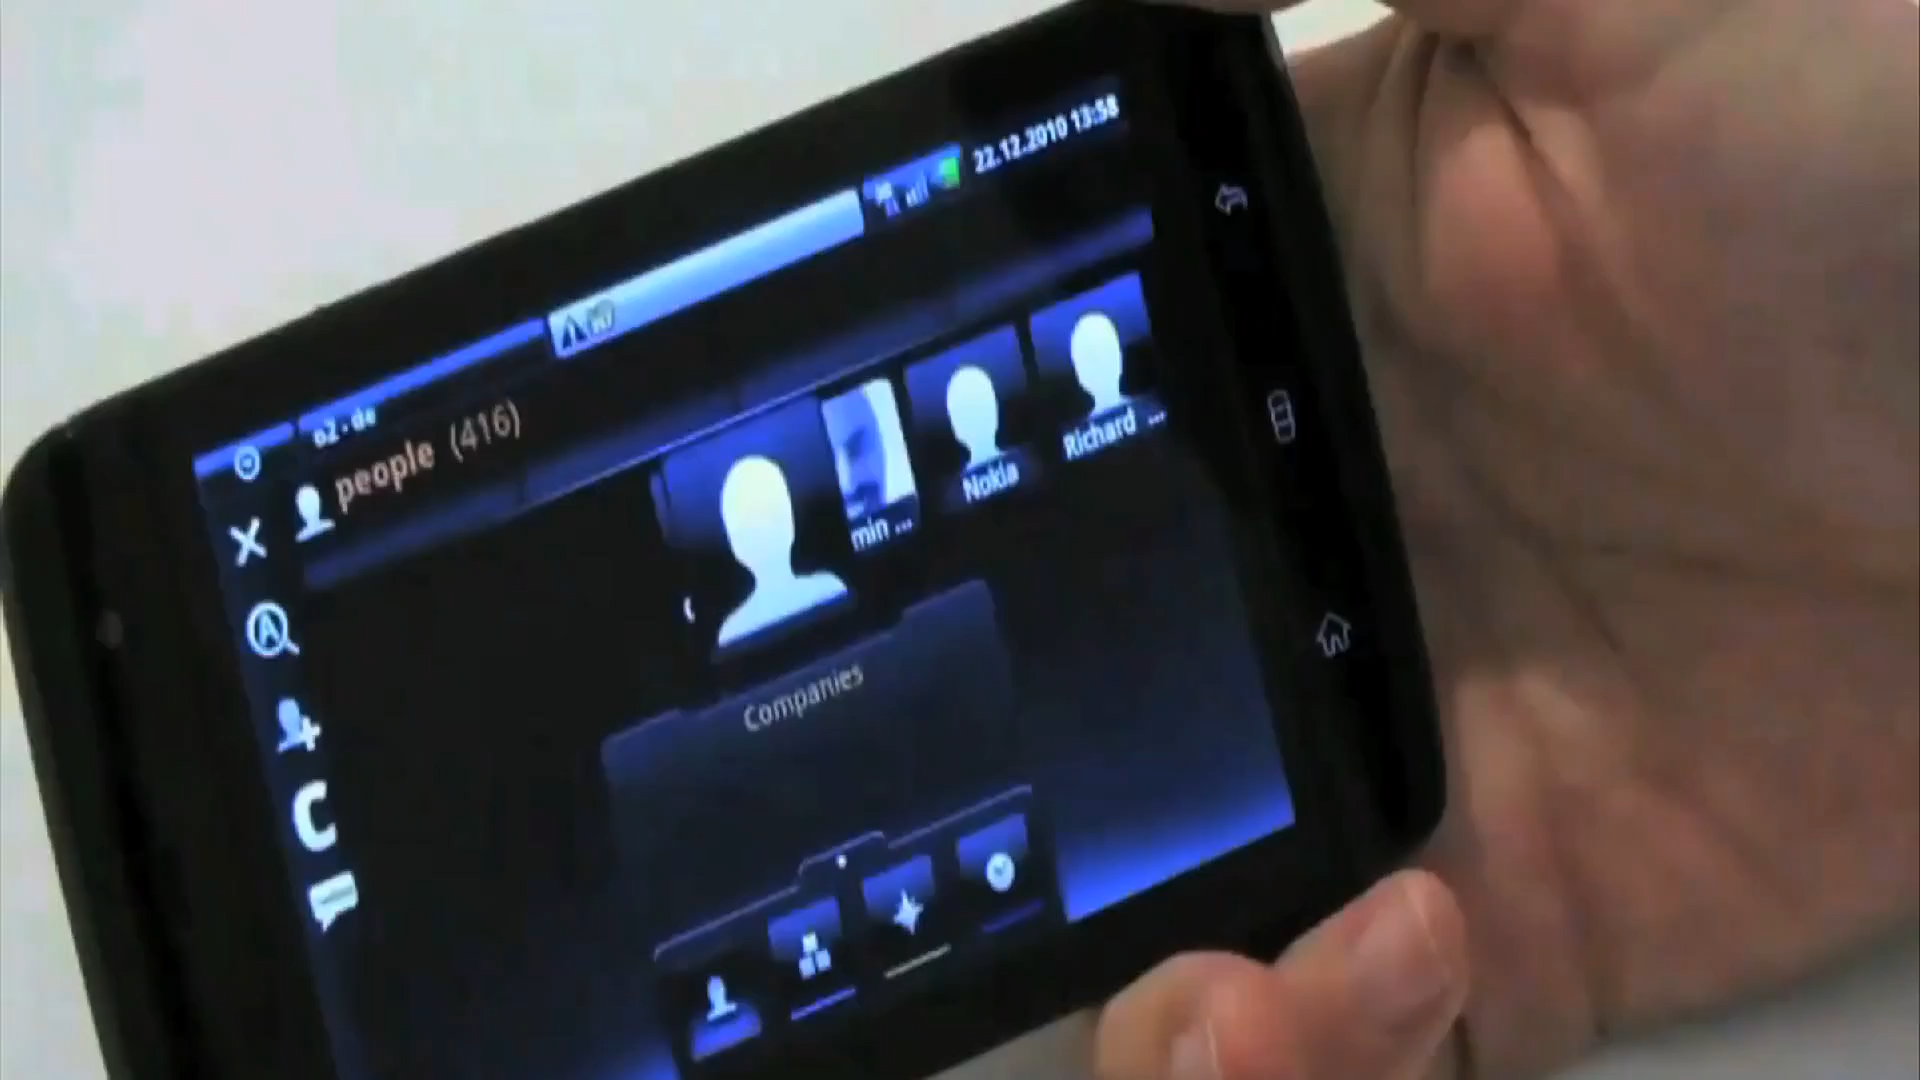 22.12.2010 13:58
o2 - de
people (416)
min ...
Nokia
Richard ...
Companies
A
C